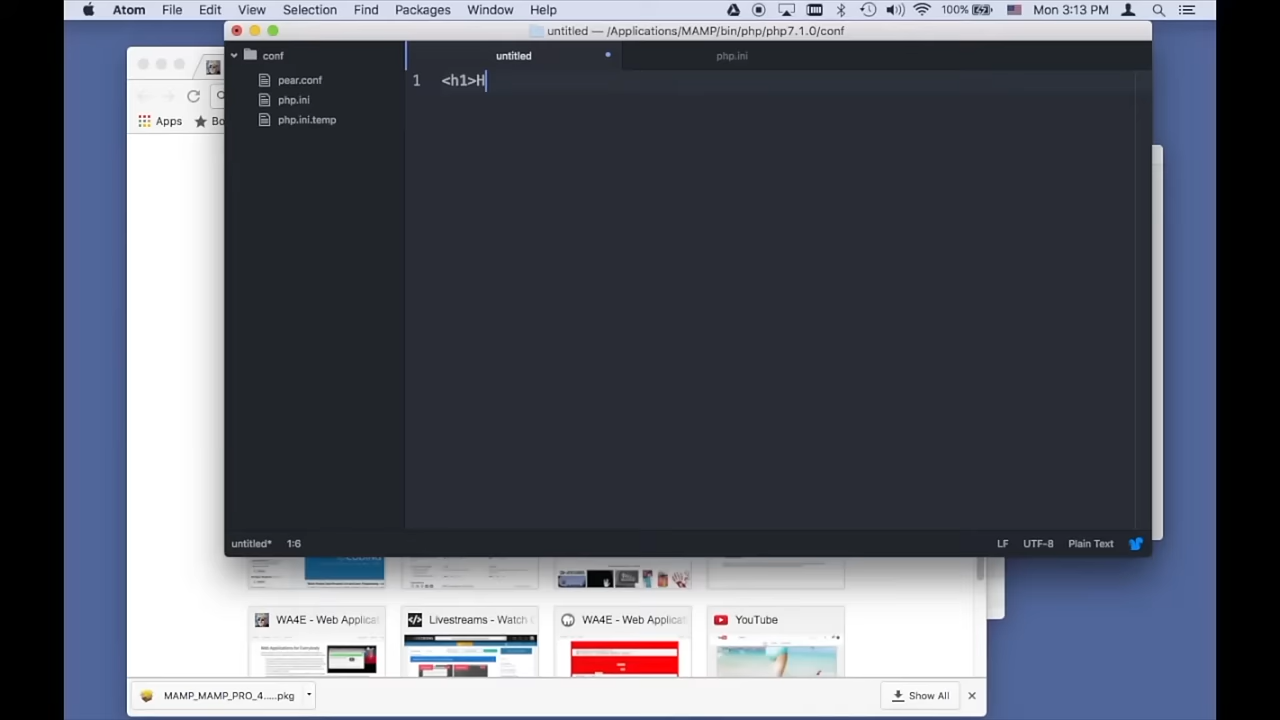 Atom File Edit View Selection Find Packages Window Help 100% Mon 3:13 PM
untitled — /Applications/MAMP/bin/php/php7.1.0/conf
conf
untitled
php.ini
pear.conf
php.ini
php.ini.temp
1 <h1>H
Apps
Bo
untitled* 1:6
LF UTF-8 Plain Text
WA4E - Web Applica
Livestreams - Watch
WA4E - Web Applicat
YouTube
MAMP_MAMP_PRO_4.....pkg
Show All